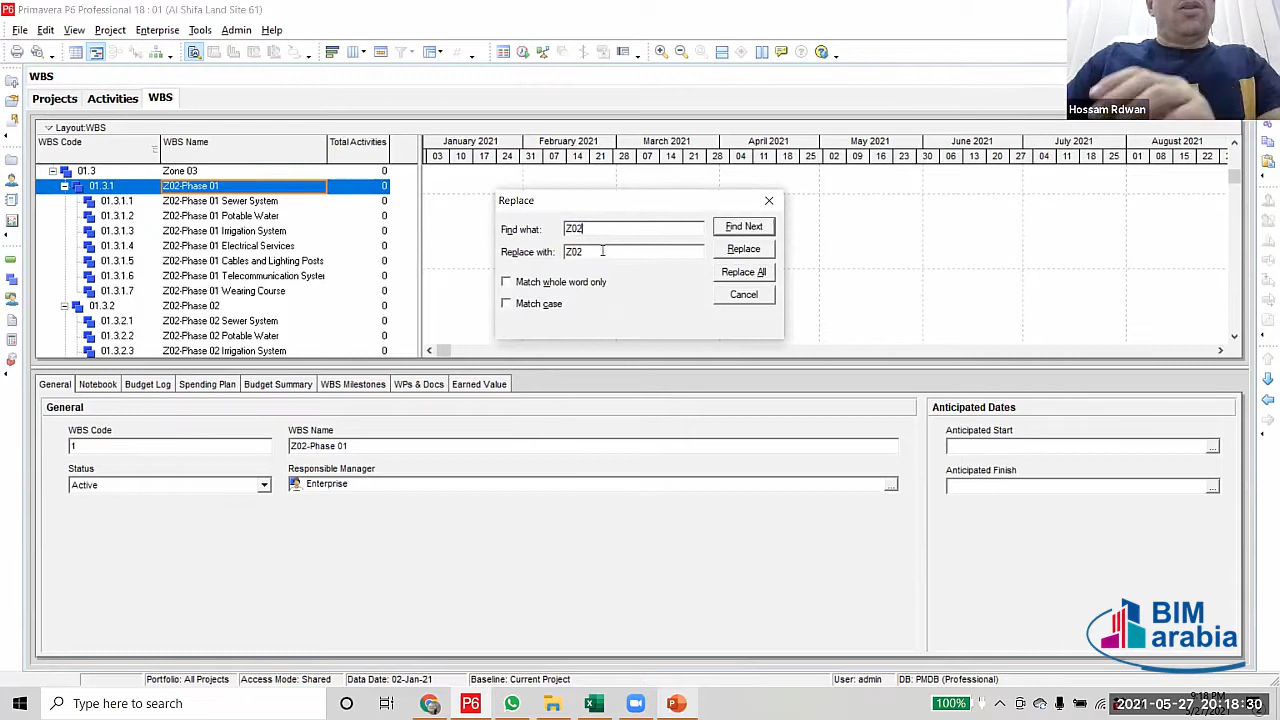 Primavera P6 Professional 18 : 01 (Al Shifa Land Site 61)
File Edit View Project Enterprise Tools Admin Help
WBS
Projects Activities WBS
Layout:WBS
WBS Code WBS Name Total Activities
January 2021 February 2021 March 2021 April 2021 May 2021 June 2021 July 2021 August 2021
03 10 17 24 31 07 14 21 28 07 14 21 28 04 11 18 25 02 09 16 23 30 06 13 20 27 04 11 18 25 01 08 15 22
01.3 Zone 03 0
01.3.1 Z02-Phase 01 0
01.3.1.1 Z02-Phase 01 Sewer System 0
01.3.1.2 Z02-Phase 01 Potable Water 0
01.3.1.3 Z02-Phase 01 Irrigation System 0
01.3.1.4 Z02-Phase 01 Electrical Services 0
01.3.1.5 Z02-Phase 01 Cables and Lighting Posts 0
01.3.1.6 Z02-Phase 01 Telecommunication Syster 0
01.3.1.7 Z02-Phase 01 Wearing Course 0
01.3.2 Z02-Phase 02 0
01.3.2.1 Z02-Phase 02 Sewer System 0
01.3.2.2 Z02-Phase 02 Potable Water 0
01.3.2.3 Z02-Phase 02 Irrigation System 0
Replace
Find what: Z02 Find Next
Replace with: Z02 Replace
Match whole word only Replace All
Match case Cancel
Hossam Rdwan
General Notebook Budget Log Spending Plan Budget Summary WBS Milestones WPs & Docs Earned Value
General Anticipated Dates
WBS Code WBS Name Anticipated Start
1 Z02-Phase 01
Status Responsible Manager Anticipated Finish
Active Enterprise
BIM
arabia
Portfolio: All Projects Access Mode: Shared Data Date: 02-Jan-21 Baseline: Current Project User: admin DB: PMDB (Professional)
Type here to search 100% 9:18 PM
2021-05-27 20:18:30
5/27/2021